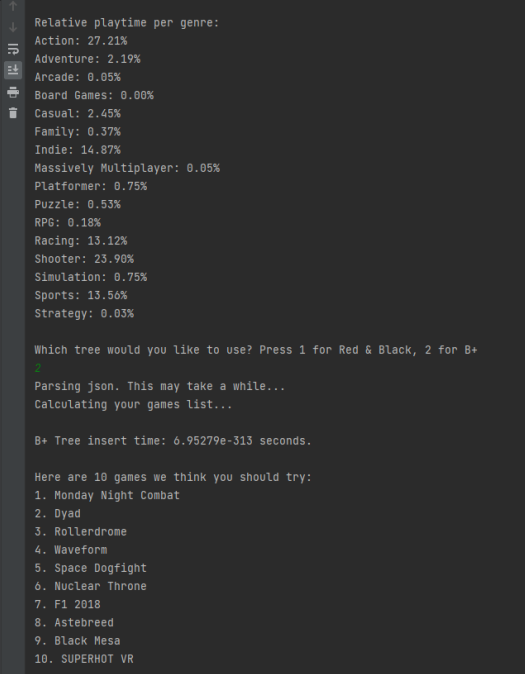 Relative playtime per genre:
Action: 27.21%
Adventure: 2.19%
Arcade: 0.05%
Board Games: 0.00%
Casual: 2.45%
Family: 0.37%
Indie: 14.87%
Massively Multiplayer: 0.05%
Platformer: 0.75%
Puzzle: 0.53%
RPG: 0.18%
Racing: 13.12%
Shooter: 23.90%
Simulation: 0.75%
Sports: 13.56%
Strategy: 0.03%
Which tree would you like to use? Press 1 for Red & Black, 2 for B+
2
Parsing json. This may take a while...
Calculating your games list...
B+ Tree insert time: 6.95279e-313 seconds.
Here are 10 games we think you should try:
1. Monday Night Combat
2. Dyad
3. Rollerdrome
4. Waveform
5. Space Dogfight
6. Nuclear Throne
7. F1 2018
8. Astebreed
9. Black Mesa
10. SUPERHOT VR